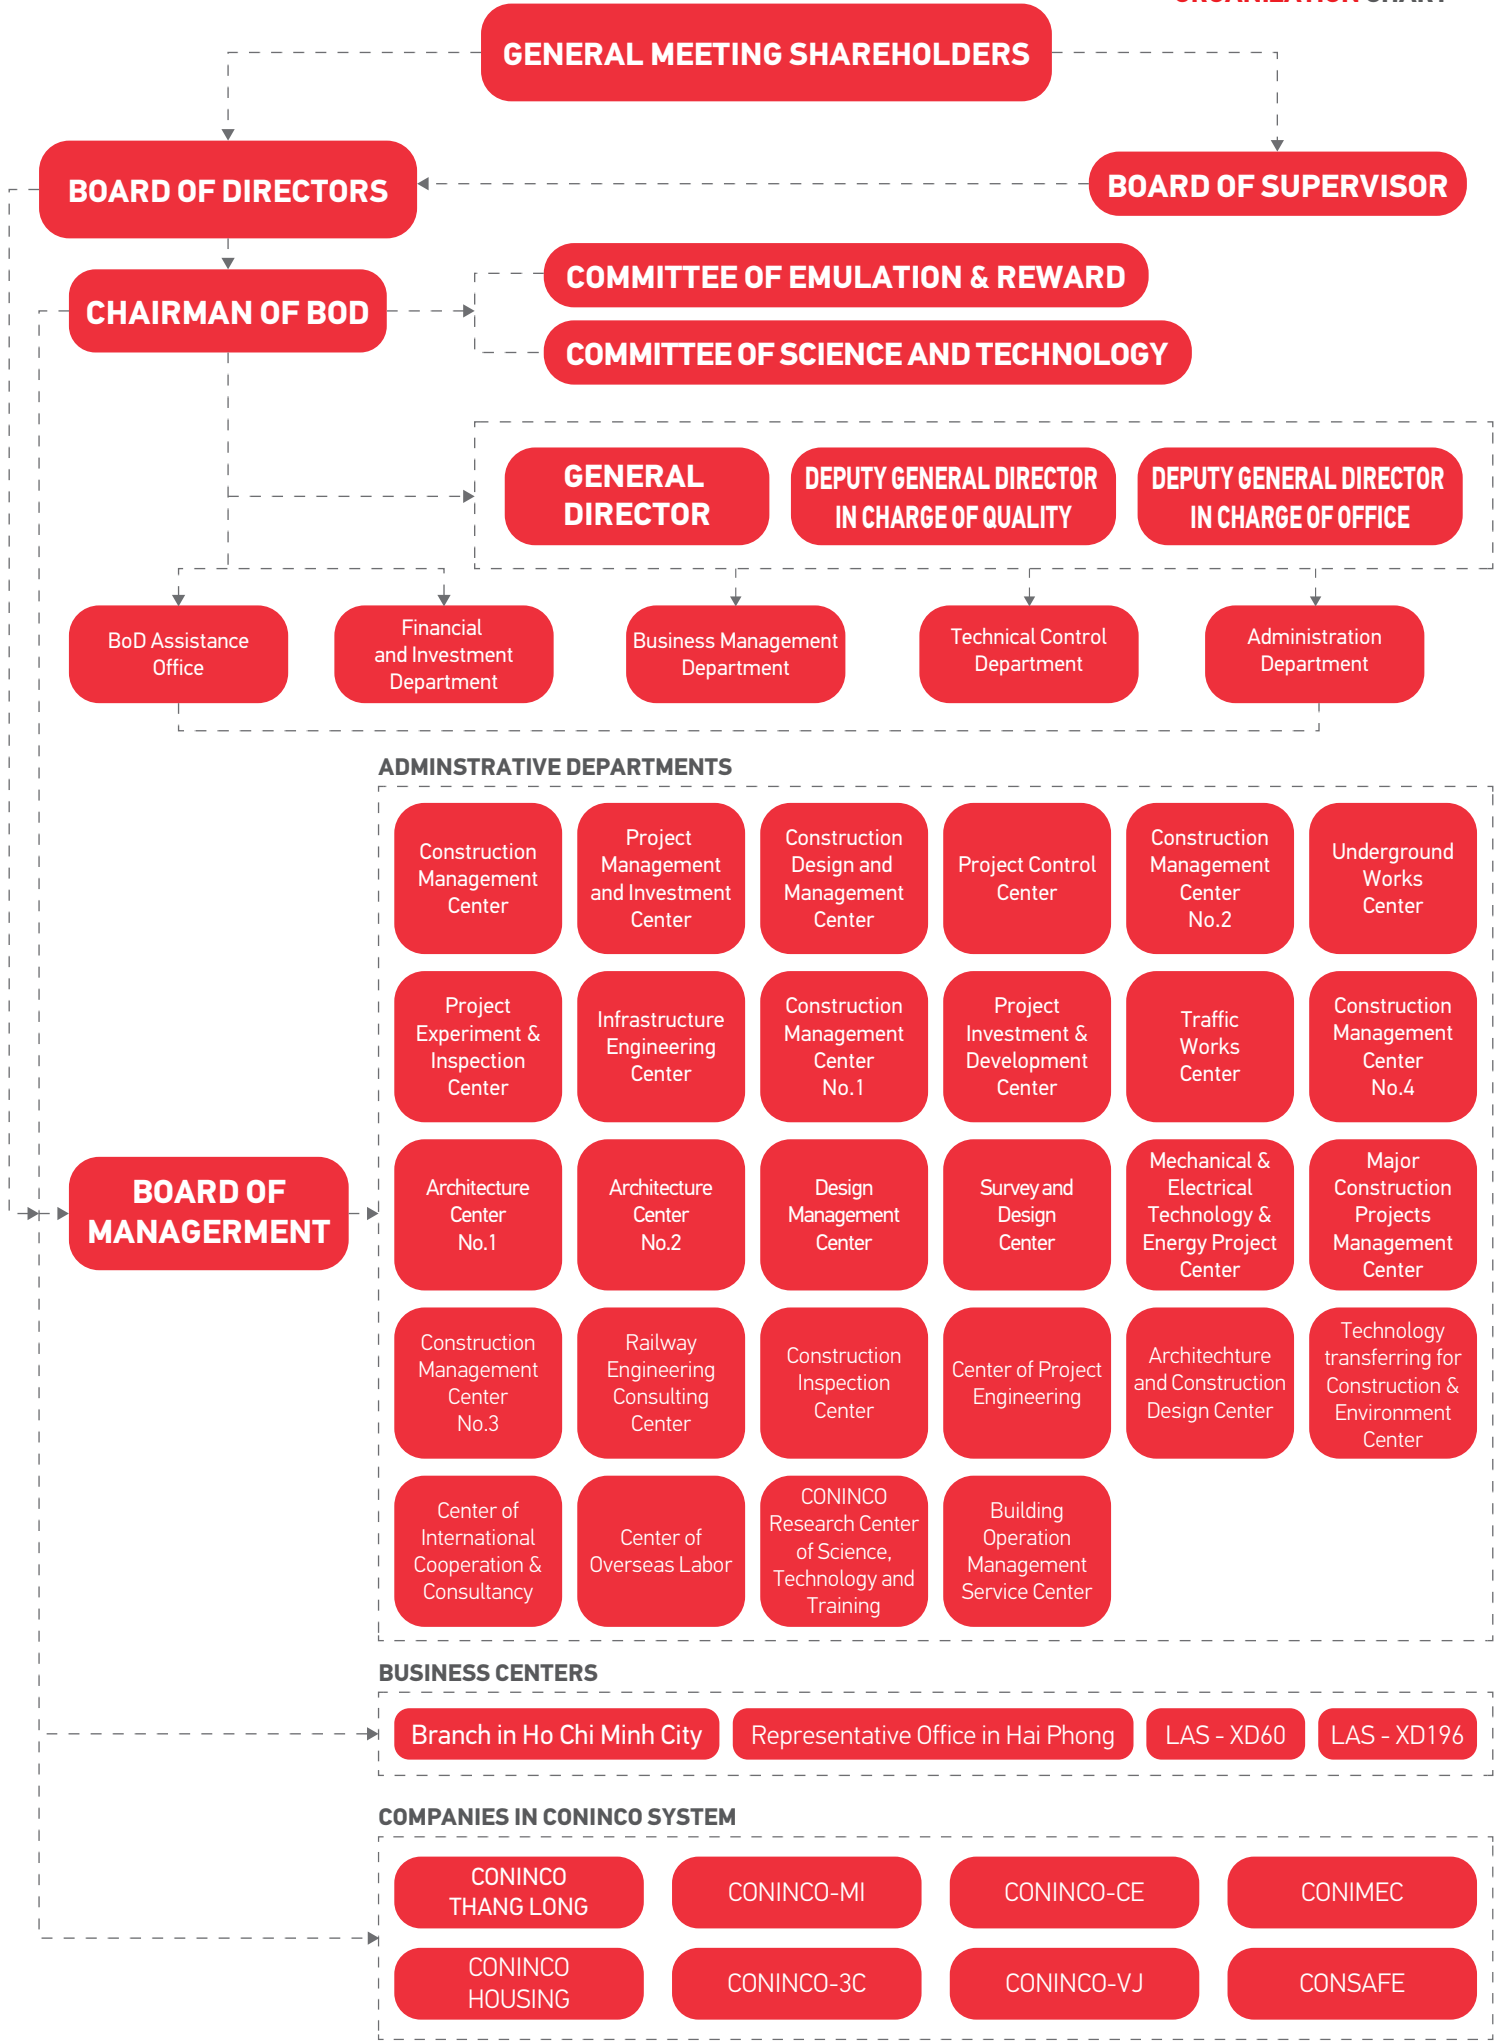 ORGANIZATION CHART
GENERAL MEETING SHAREHOLDERS
BOARD OF DIRECTORS
BOARD OF SUPERVISOR
COMMITTEE OF EMULATION & REWARD
CHAIRMAN OF BOD
COMMITTEE OF SCIENCE AND TECHNOLOGY
GENERAL
DIRECTOR
DEPUTY GENERAL DIRECTOR
IN CHARGE OF QUALITY
DEPUTY GENERAL DIRECTOR
IN CHARGE OF OFFICE
BoD Assistance
Office
Financial
and Investment
Department
Business Management
Department
Technical Control
Department
Administration
Department
ADMINSTRATIVE DEPARTMENTS
Construction
Management
Center
Project
Management
and Investment
Center
Construction
Design and
Management
Center
Project Control
Center
Construction
Management
Center
No.2
Underground
Works
Center
Project
Experiment &
Inspection
Center
Infrastructure
Engineering
Center
Construction
Management
Center
No.1
Project
Investment &
Development
Center
Traffic
Works
Center
Construction
Management
Center
No.4
BOARD OF
MANAGERMENT
Architecture
Center
No.1
Architecture
Center
No.2
Design
Management
Center
Survey and
Design
Center
Mechanical &
Electrical
Technology &
Energy Project
Center
Major
Construction
Projects
Management
Center
Construction
Management
Center
No.3
Railway
Engineering
Consulting
Center
Construction
Inspection
Center
Center of Project
Engineering
Architechture
and Construction
Design Center
Technology
transferring for
Construction &
Environment
Center
Center of
International
Cooperation &
Consultancy
Center of
Overseas Labor
CONINCO
Research Center
of Science,
Technology and
Training
Building
Operation
Management
Service Center
BUSINESS CENTERS
Branch in Ho Chi Minh City
Representative Office in Hai Phong
LAS - XD60
LAS - XD196
COMPANIES IN CONINCO SYSTEM
CONINCO
THANG LONG
CONINCO-MI
CONINCO-CE
CONIMEC
CONINCO
HOUSING
CONINCO-3C
CONINCO-VJ
CONSAFE